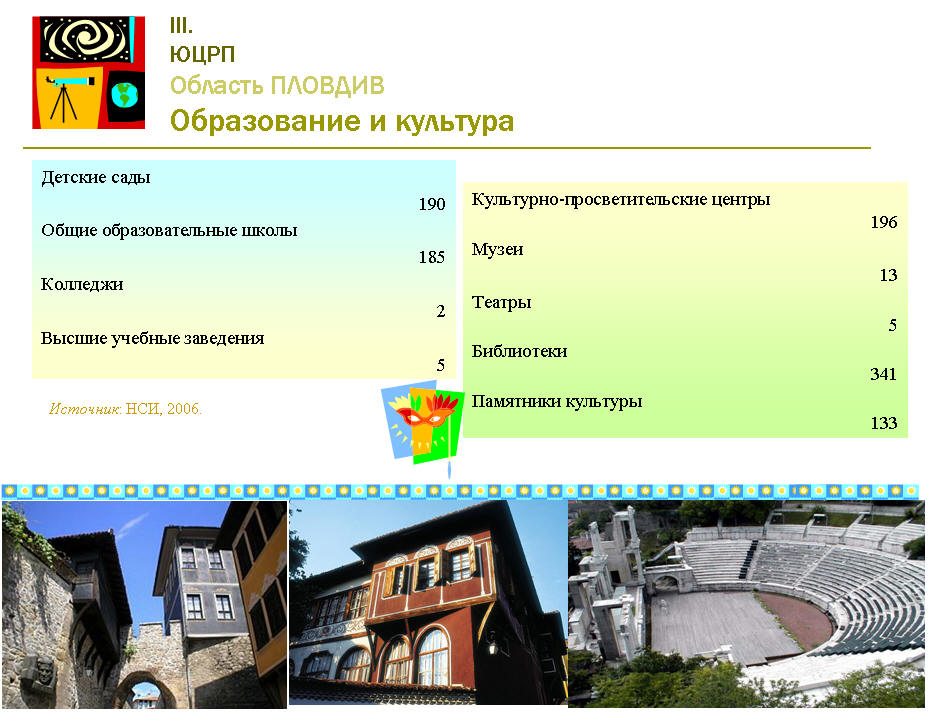 III.
ЮЦРП
Область ПЛОВДИВ
Образование и культура
Детские сады
190
Общие образовательные школы
185
Колледжи
2
Высшие учебные заведения
5
Источник: НСИ, 2006.
Культурно-просветительские центры
196
Музеи
13
Театры
5
Библиотеки
341
Памятники культуры
133